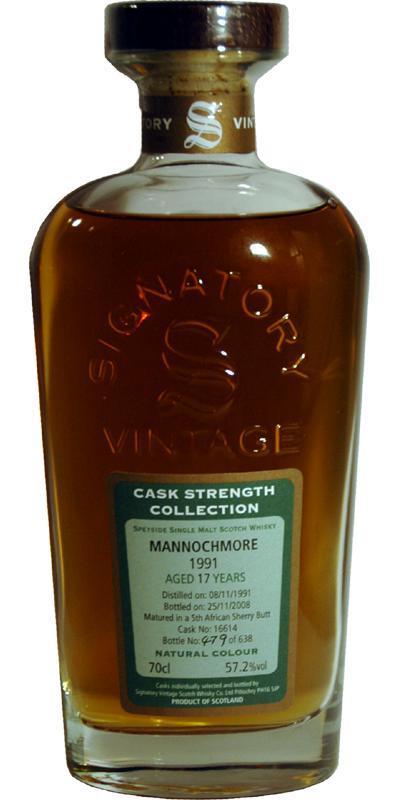 TORY S VIN
SIGNATORY
S
VINTAGE
CASK STRENGTH
COLLECTION
SPEYSIDE SINGLE MALT SCOTCH WHISKY
MANNOCHMORE
1991
AGED 17 YEARS
Distilled on: 08/11/1991
Bottled on: 25/11/2008
Matured in a 5th African Sherry Butt
Cask No: 16614
Bottle No: 479 of 638
NATURAL COLOUR
70cl 57.2%vol
Casks individually selected and bottled by
Signatory Vintage Scotch Whisky Co. Ltd Pitlochry PH16 5JP
PRODUCT OF SCOTLAND